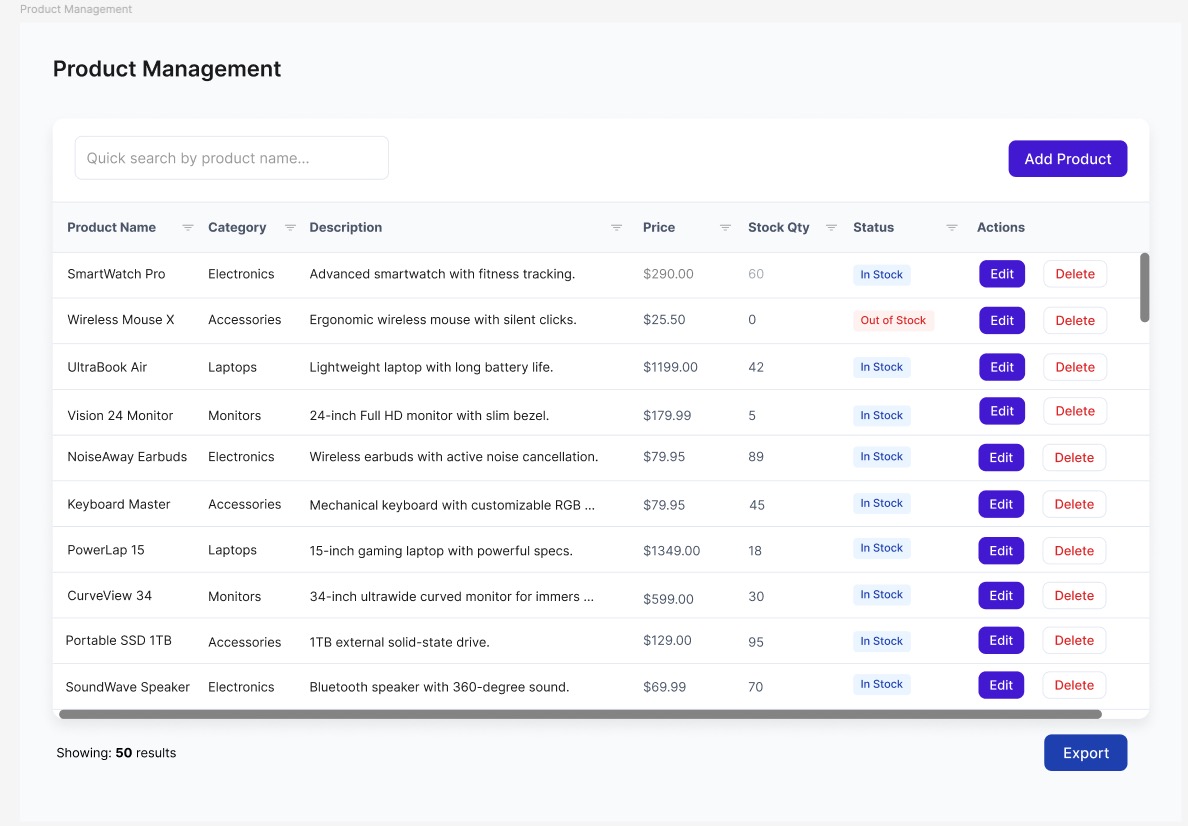 Product Management
Product Management
Quick search by product name...
Add Product
Product Name Category Description Price Stock Qty Status Actions
SmartWatch Pro Electronics Advanced smartwatch with fitness tracking. $290.00 60 In Stock Edit Delete
Wireless Mouse X Accessories Ergonomic wireless mouse with silent clicks. $25.50 0 Out of Stock Edit Delete
UltraBook Air Laptops Lightweight laptop with long battery life. $1199.00 42 In Stock Edit Delete
Vision 24 Monitor Monitors 24-inch Full HD monitor with slim bezel. $179.99 5 In Stock Edit Delete
NoiseAway Earbuds Electronics Wireless earbuds with active noise cancellation. $79.95 89 In Stock Edit Delete
Keyboard Master Accessories Mechanical keyboard with customizable RGB ... $79.95 45 In Stock Edit Delete
PowerLap 15 Laptops 15-inch gaming laptop with powerful specs. $1349.00 18 In Stock Edit Delete
CurveView 34 Monitors 34-inch ultrawide curved monitor for immers ... $599.00 30 In Stock Edit Delete
Portable SSD 1TB Accessories 1TB external solid-state drive. $129.00 95 In Stock Edit Delete
SoundWave Speaker Electronics Bluetooth speaker with 360-degree sound. $69.99 70 In Stock Edit Delete
Showing: 50 results
Export